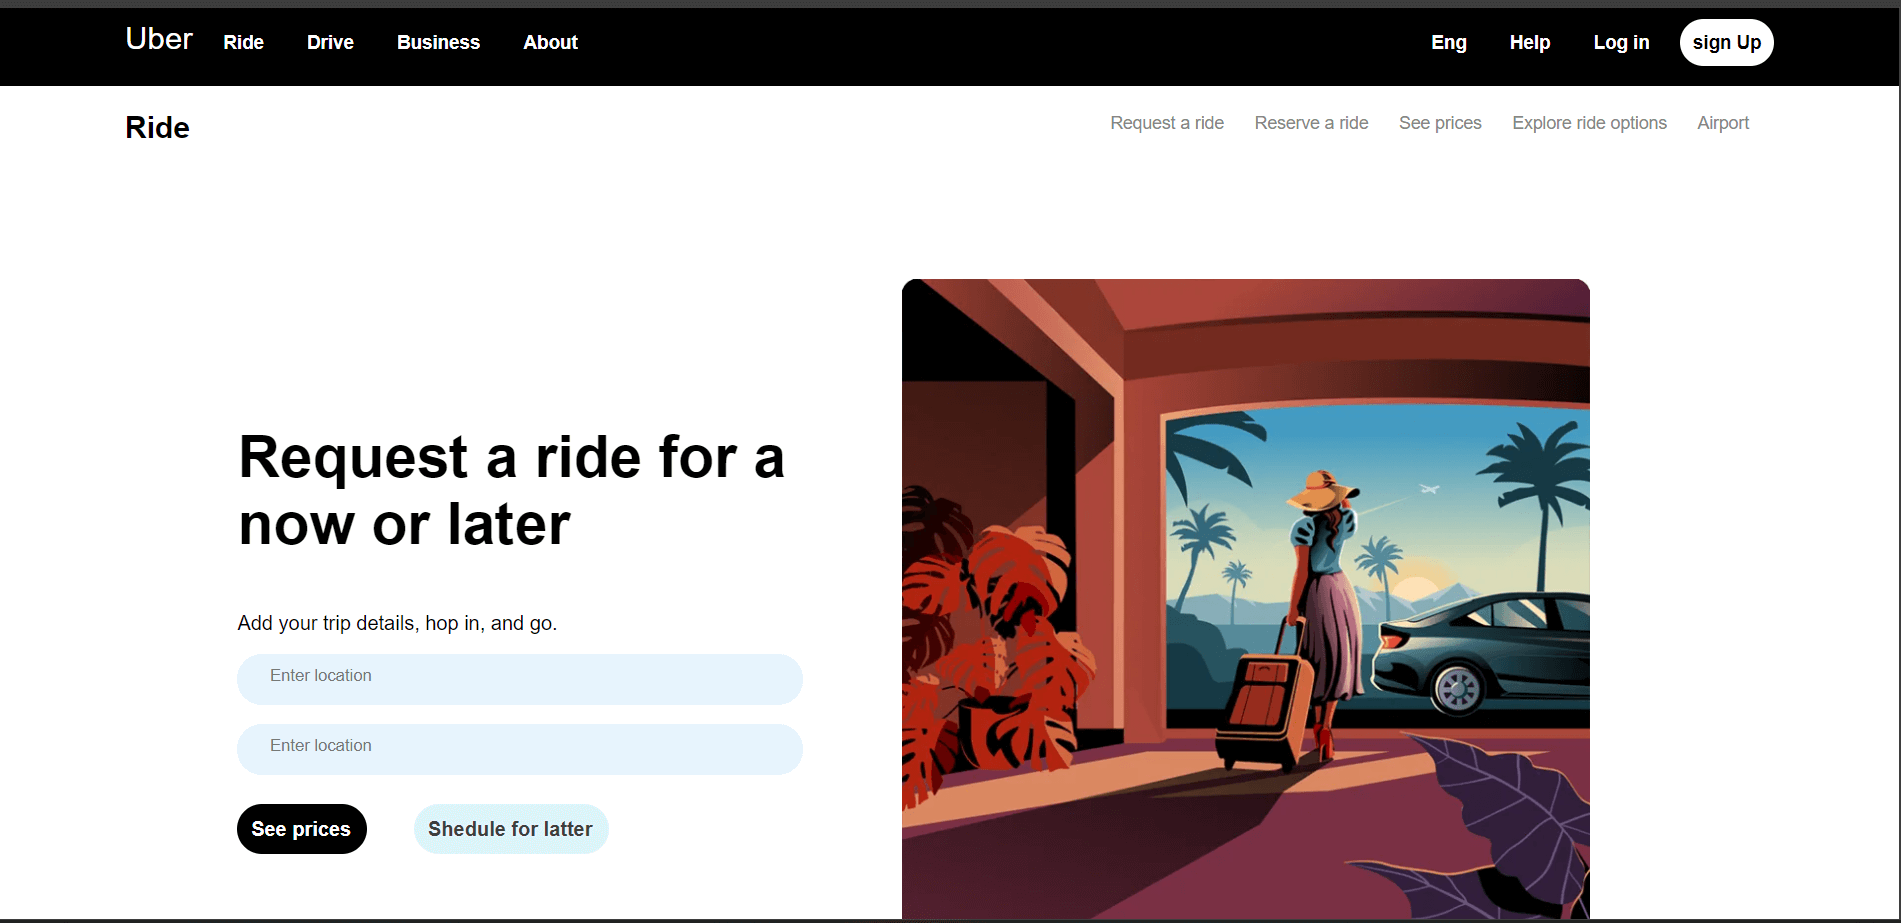 Uber Ride Drive Business About Eng Help Log in sign Up
Ride Request a ride Reserve a ride See prices Explore ride options Airport
Request a ride for a
now or later
Add your trip details, hop in, and go.
Enter location
Enter location
See prices Shedule for latter